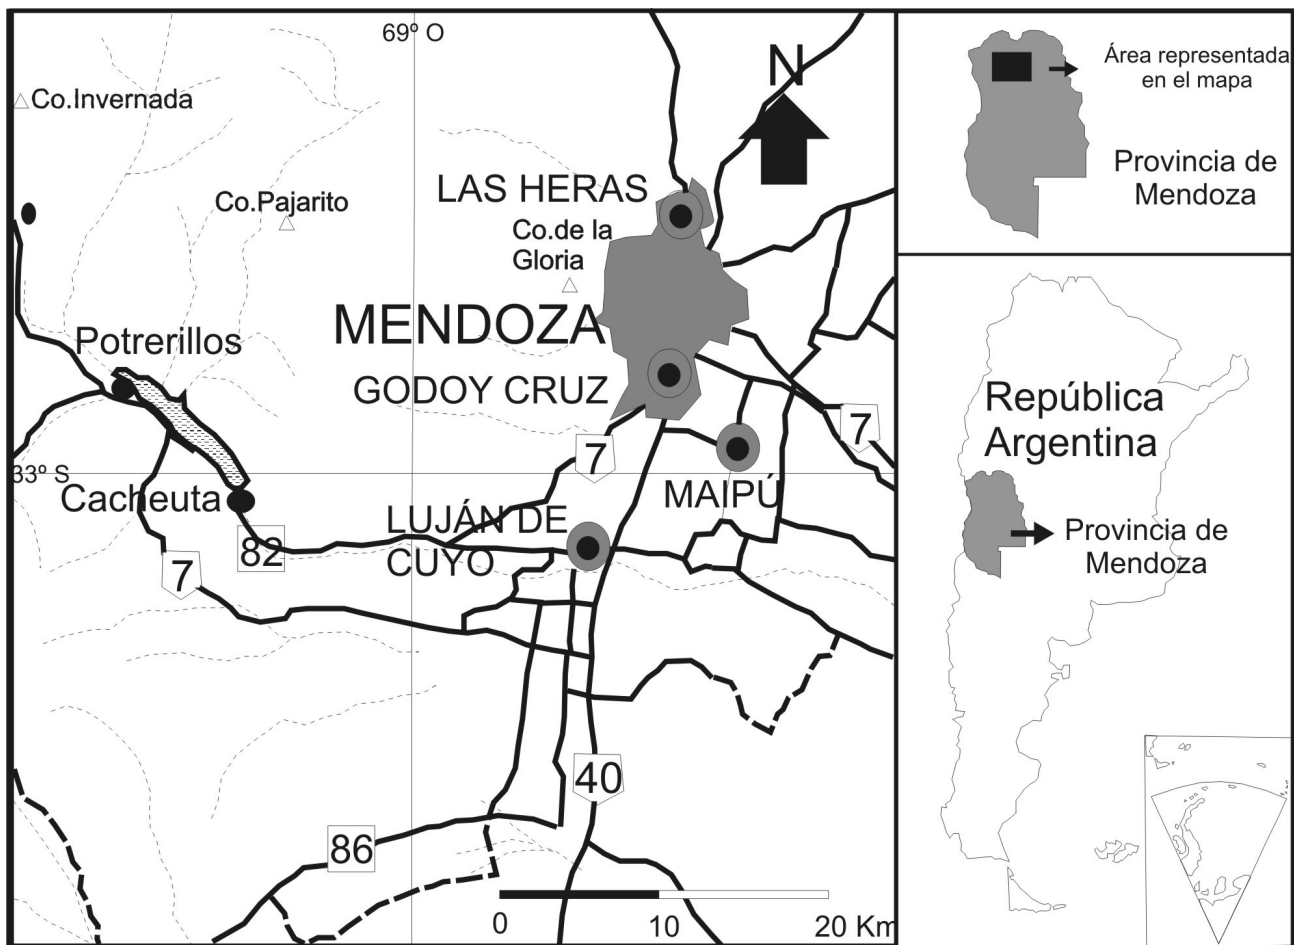 69º O
N
Co.Invernada
LAS HERAS
Co.Pajarito
Co.de la
Gloria
MENDOZA
Potrerillos
GODOY CRUZ
7
7
33º S
Cacheuta
MAIPÚ
LUJÁN DE
CUYO
82
7
40
86
0
10
20 Km
Área representada
en el mapa
Provincia de
Mendoza
República
Argentina
Provincia de
Mendoza